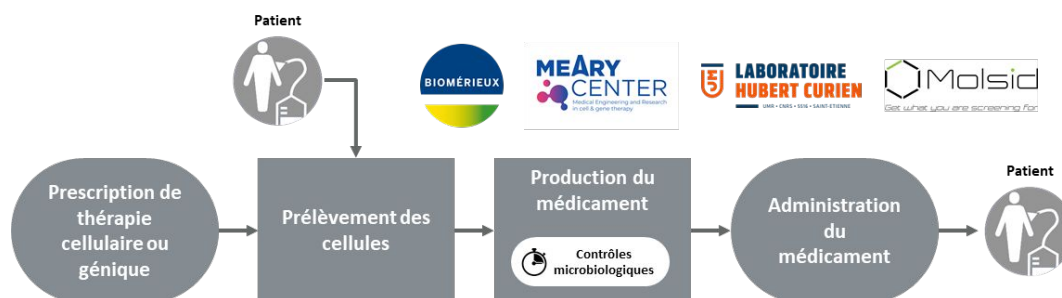 Patient
BIOMÉRIEUX
MEARY
CENTER
Medical Engineering and Research
in cell & gene therapy
UJM
LABORATOIRE
HUBERT CURIEN
UMR • CNRS • 5516 • SAINT-ETIENNE
Molsid
Get what you are screening for
Patient
Prescription de
thérapie
cellulaire ou
génique
Prélèvement des
cellules
Production du
médicament
Contrôles
microbiologiques
Administration
du
médicament